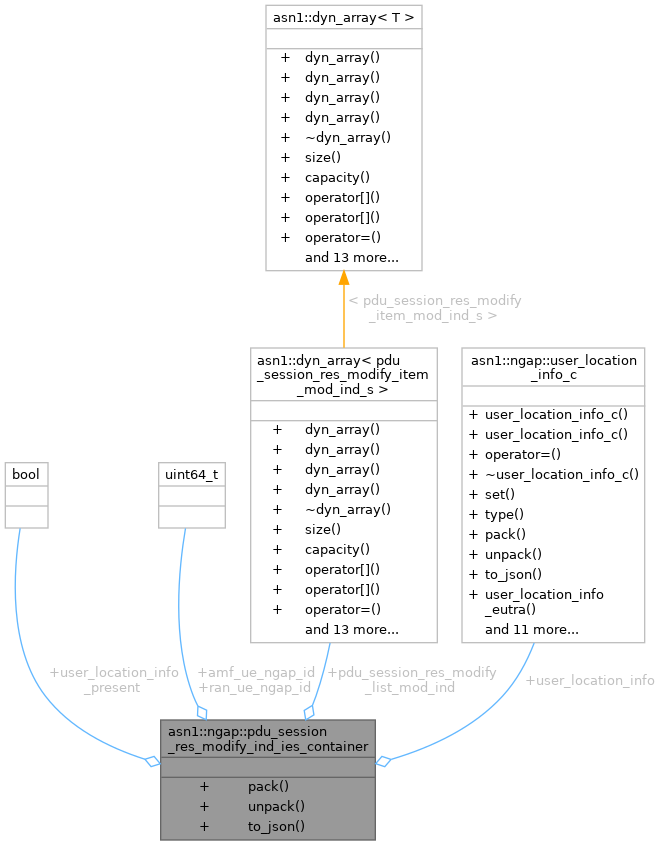 asn1::dyn_array< T >
+ dyn_array()
+ dyn_array()
+ dyn_array()
+ dyn_array()
+ ~dyn_array()
+ size()
+ capacity()
+ operator[]()
+ operator[]()
+ operator=()
and 13 more...
< pdu_session_res_modify
_item_mod_ind_s >
asn1::dyn_array< pdu
_session_res_modify_item
_mod_ind_s >
+ dyn_array()
+ dyn_array()
+ dyn_array()
+ dyn_array()
+ ~dyn_array()
+ size()
+ capacity()
+ operator[]()
+ operator[]()
+ operator=()
and 13 more...
asn1::ngap::user_location
_info_c
+ user_location_info_c()
+ user_location_info_c()
+ operator=()
+ ~user_location_info_c()
+ set()
+ type()
+ pack()
+ unpack()
+ to_json()
+ user_location_info
_eutra()
and 11 more...
bool
uint64_t
+user_location_info
_present
+amf_ue_ngap_id
+ran_ue_ngap_id
+pdu_session_res_modify
_list_mod_ind
+user_location_info
asn1::ngap::pdu_session
_res_modify_ind_ies_container
+ pack()
+ unpack()
+ to_json()